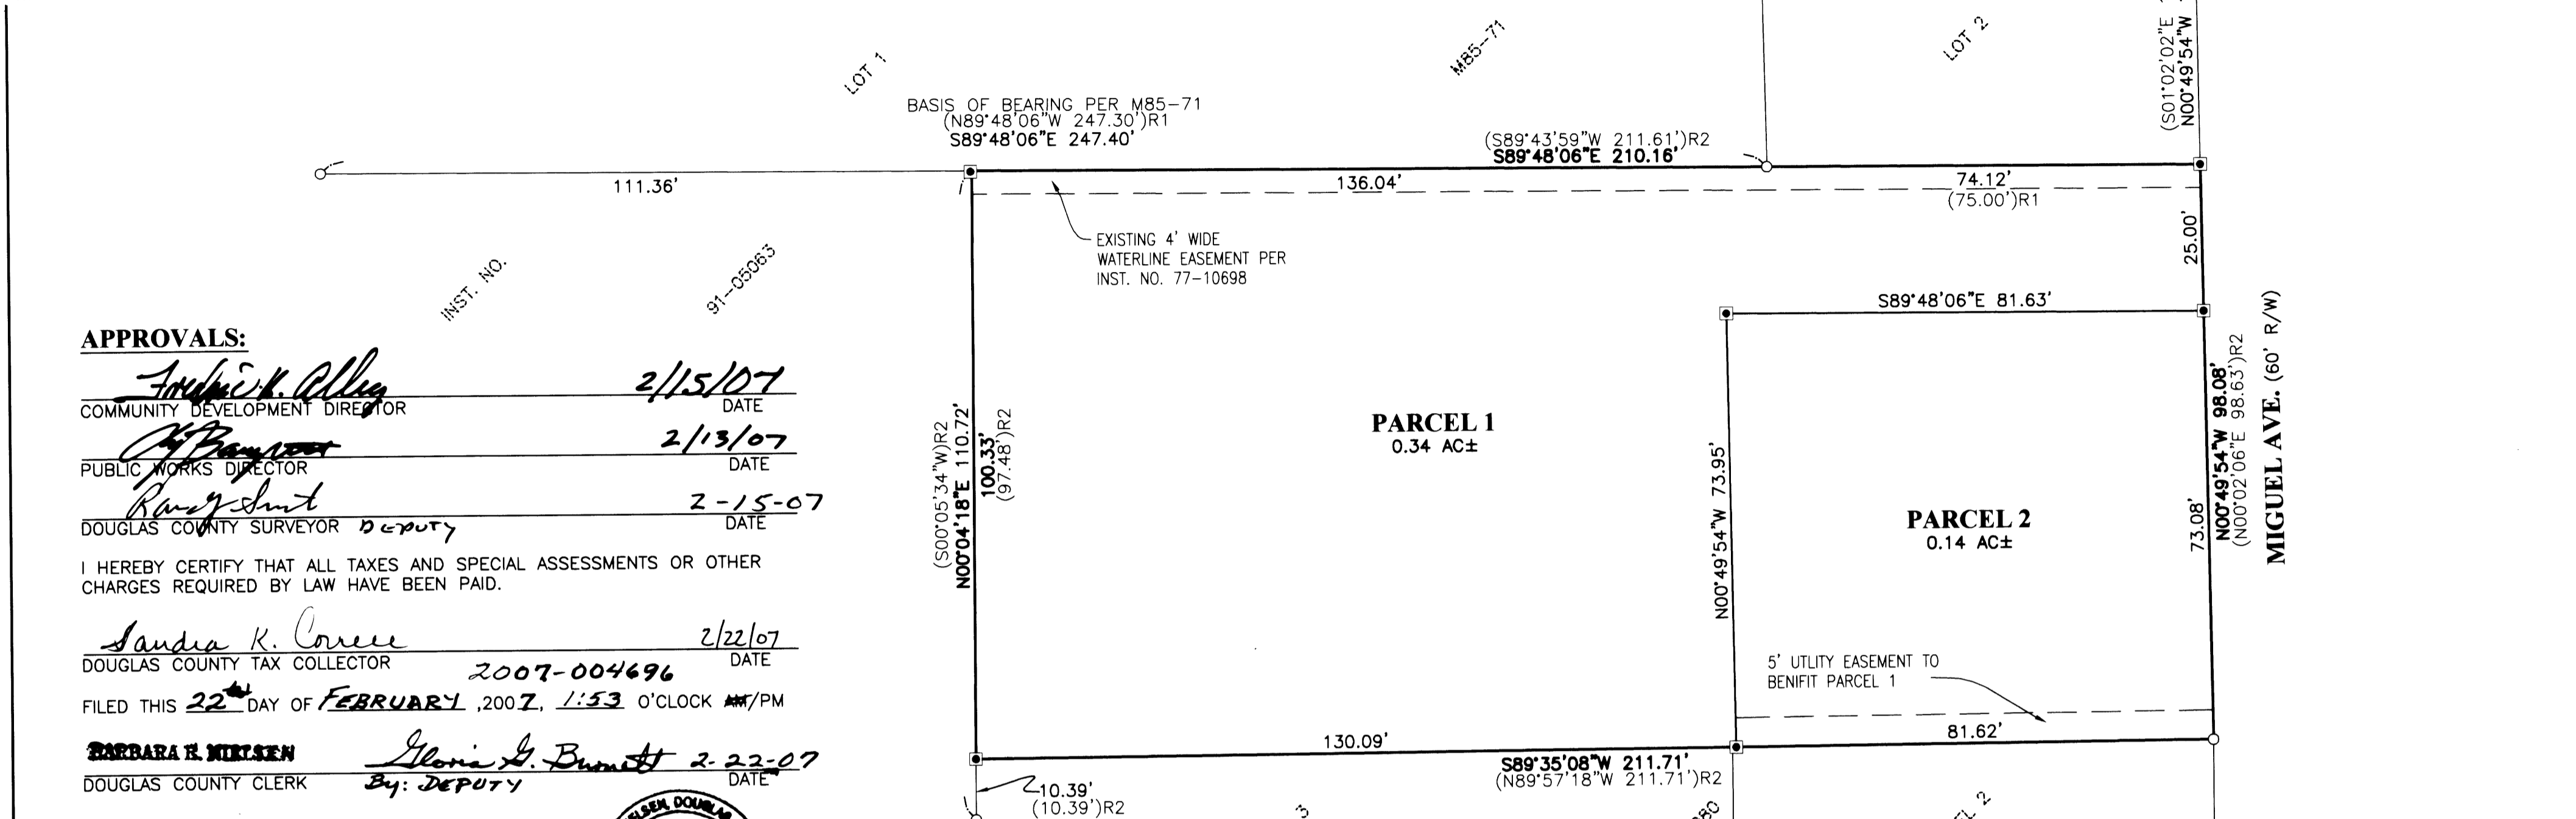 LOT 1
M85-71
LOT 2
(S01°02'02"E
N00°49'54"W
BASIS OF BEARING PER M85-71
(N89°48'06"W 247.30')R1
S89°48'06"E 247.40'
(S89°43'59"W 211.61')R2
S89°48'06"E 210.16'
111.36'
136.04'
74.12'
(75.00')R1
25.00'
EXISTING 4' WIDE
WATERLINE EASEMENT PER
INST. NO. 77-10698
INST. NO.
91-05063
S89°48'06"E 81.63'
APPROVALS:
Fredric K. Alley 2/15/07
COMMUNITY DEVELOPMENT DIRECTOR DATE
2/13/07
PUBLIC WORKS DIRECTOR DATE
2-15-07
DOUGLAS COUNTY SURVEYOR DEPUTY DATE
I HEREBY CERTIFY THAT ALL TAXES AND SPECIAL ASSESSMENTS OR OTHER
CHARGES REQUIRED BY LAW HAVE BEEN PAID.
Sandra K. Correll 2/22/07
DOUGLAS COUNTY TAX COLLECTOR DATE
2007-004696
FILED THIS 22nd DAY OF FEBRUARY ,2007, 1:53 O'CLOCK AM/PM
BARBARA E. NIELSEN Gloria G. Burnett 2-22-07
DOUGLAS COUNTY CLERK By: DEPUTY DATE
(S00°05'34"W)R2
N00°04'18"E 110.72'
100.33'
(97.48')R2
PARCEL 1
0.34 AC±
N00°49'54"W 73.95'
PARCEL 2
0.14 AC±
73.08'
N00°49'54"W 98.08'
(N00°02'06"E 98.63')R2
MIGUEL AVE. (60' R/W)
5' UTLITY EASEMENT TO
BENIFIT PARCEL 1
130.09'
81.62'
S89°35'08"W 211.71'
(N89°57'18"W 211.71')R2
10.39'
(10.39')R2
3
EL 2